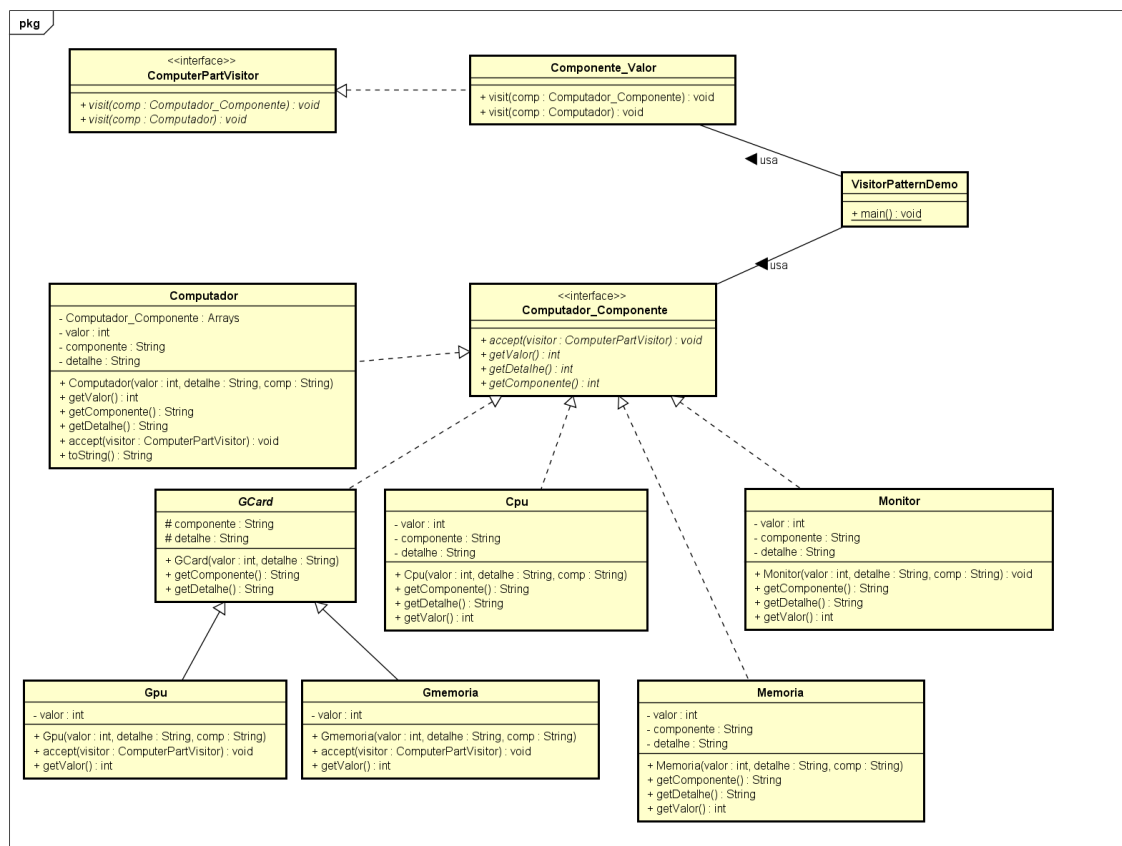 pkg
<<interface>>
ComputerPartVisitor
+ visit(comp : Computador_Componente) : void
+ visit(comp : Computador) : void
Componente_Valor
+ visit(comp : Computador_Componente) : void
+ visit(comp : Computador) : void
usa
VisitorPatternDemo
+ main() : void
usa
Computador
- Computador_Componente : Arrays
- valor : int
- componente : String
- detalhe : String
+ Computador(valor : int, detalhe : String, comp : String)
+ getValor() : int
+ getComponente() : String
+ getDetalhe() : String
+ accept(visitor : ComputerPartVisitor) : void
+ toString() : String
<<interface>>
Computador_Componente
+ accept(visitor : ComputerPartVisitor) : void
+ getValor() : int
+ getDetalhe() : int
+ getComponente() : int
GCard
# componente : String
# detalhe : String
+ GCard(valor : int, detalhe : String)
+ getComponente() : String
+ getDetalhe() : String
Cpu
- valor : int
- componente : String
- detalhe : String
+ Cpu(valor : int, detalhe : String, comp : String)
+ getComponente() : String
+ getDetalhe() : String
+ getValor() : int
Monitor
- valor : int
- componente : String
- detalhe : String
+ Monitor(valor : int, detalhe : String, comp : String) : void
+ getComponente() : String
+ getDetalhe() : String
+ getValor() : int
Gpu
- valor : int
+ Gpu(valor : int, detalhe : String, comp : String)
+ accept(visitor : ComputerPartVisitor) : void
+ getValor() : int
Gmemoria
- valor : int
+ Gmemoria(valor : int, detalhe : String, comp : String)
+ accept(visitor : ComputerPartVisitor) : void
+ getValor() : int
Memoria
- valor : int
- componente : String
- detalhe : String
+ Memoria(valor : int, detalhe : String, comp : String)
+ getComponente() : String
+ getDetalhe() : String
+ getValor() : int